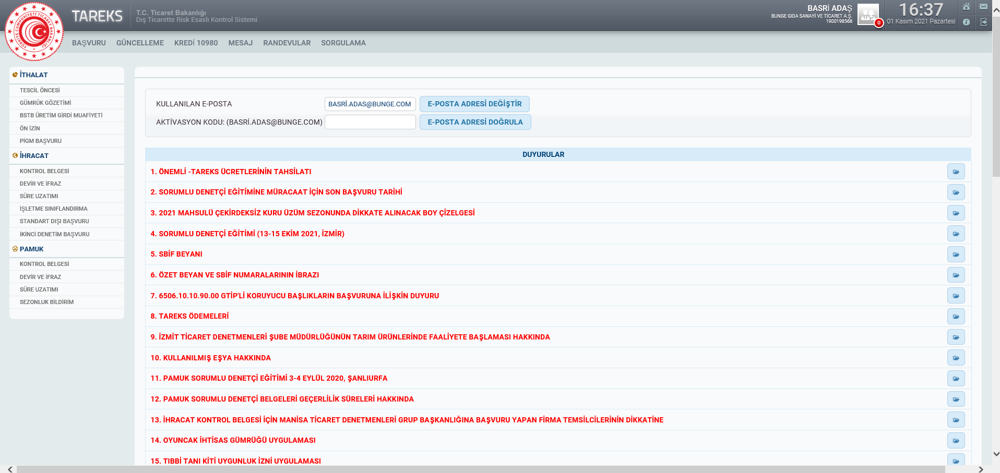 TAREKS
T.C. Ticaret Bakanlığı
Dış Ticarette Risk Esaslı Kontrol Sistemi
BASRİ ADAŞ
BUNGE GIDA SANAYİ VE TİCARET A.Ş.
1900198568
0
16:37
01 Kasım 2021 Pazartesi
BAŞVURU GÜNCELLEME KREDİ 10980 MESAJ RANDEVULAR SORGULAMA
İTHALAT
TESCİL ÖNCESİ
GÜMRÜK GÖZETİMİ
BSTB ÜRETİM GİRDİ MUAFİYETİ
ÖN İZİN
PİGM BAŞVURU
İHRACAT
KONTROL BELGESİ
DEVİR VE İFRAZ
SÜRE UZATIMI
İŞLETME SINIFLANDIRMA
STANDART DIŞI BAŞVURU
İKİNCİ DENETİM BAŞVURU
PAMUK
KONTROL BELGESİ
DEVİR VE İFRAZ
SÜRE UZATIMI
SEZONLUK BİLDİRİM
KULLANILAN E-POSTA BASRİ.ADAS@BUNGE.COM E-POSTA ADRESİ DEĞİŞTİR
AKTİVASYON KODU: (BASRİ.ADAS@BUNGE.COM) E-POSTA ADRESİ DOĞRULA
DUYURULAR
1. ÖNEMLİ -TAREKS ÜCRETLERİNİN TAHSİLATI
2. SORUMLU DENETÇİ EĞİTİMİNE MÜRACAAT İÇİN SON BAŞVURU TARİHİ
3. 2021 MAHSULÜ ÇEKİRDEKSİZ KURU ÜZÜM SEZONUNDA DİKKATE ALINACAK BOY ÇİZELGESİ
4. SORUMLU DENETÇİ EĞİTİMİ (13-15 EKİM 2021, İZMİR)
5. SBİF BEYANI
6. ÖZET BEYAN VE SBİF NUMARALARININ İBRAZI
7. 6506.10.10.90.00 GTİP'Lİ KORUYUCU BAŞLIKLARIN BAŞVURUNA İLİŞKİN DUYURU
8. TAREKS ÖDEMELERİ
9. İZMİT TİCARET DENETMENLERİ ŞUBE MÜDÜRLÜĞÜNÜN TARIM ÜRÜNLERİNDE FAALİYETE BAŞLAMASI HAKKINDA
10. KULLANILMIŞ EŞYA HAKKINDA
11. PAMUK SORUMLU DENETÇİ EĞİTİMİ 3-4 EYLÜL 2020, ŞANLIURFA
12. PAMUK SORUMLU DENETÇİ BELGELERİ GEÇERLİLİK SÜRELERİ HAKKINDA
13. İHRACAT KONTROL BELGESİ İÇİN MANİSA TİCARET DENETMENLERİ GRUP BAŞKANLIĞINA BAŞVURU YAPAN FİRMA TEMSİLCİLERİNİN DİKKATİNE
14. OYUNCAK İHTİSAS GÜMRÜĞÜ UYGULAMASI
15. TIBBİ TANI KİTİ UYGUNLUK İZNİ UYGULAMASI